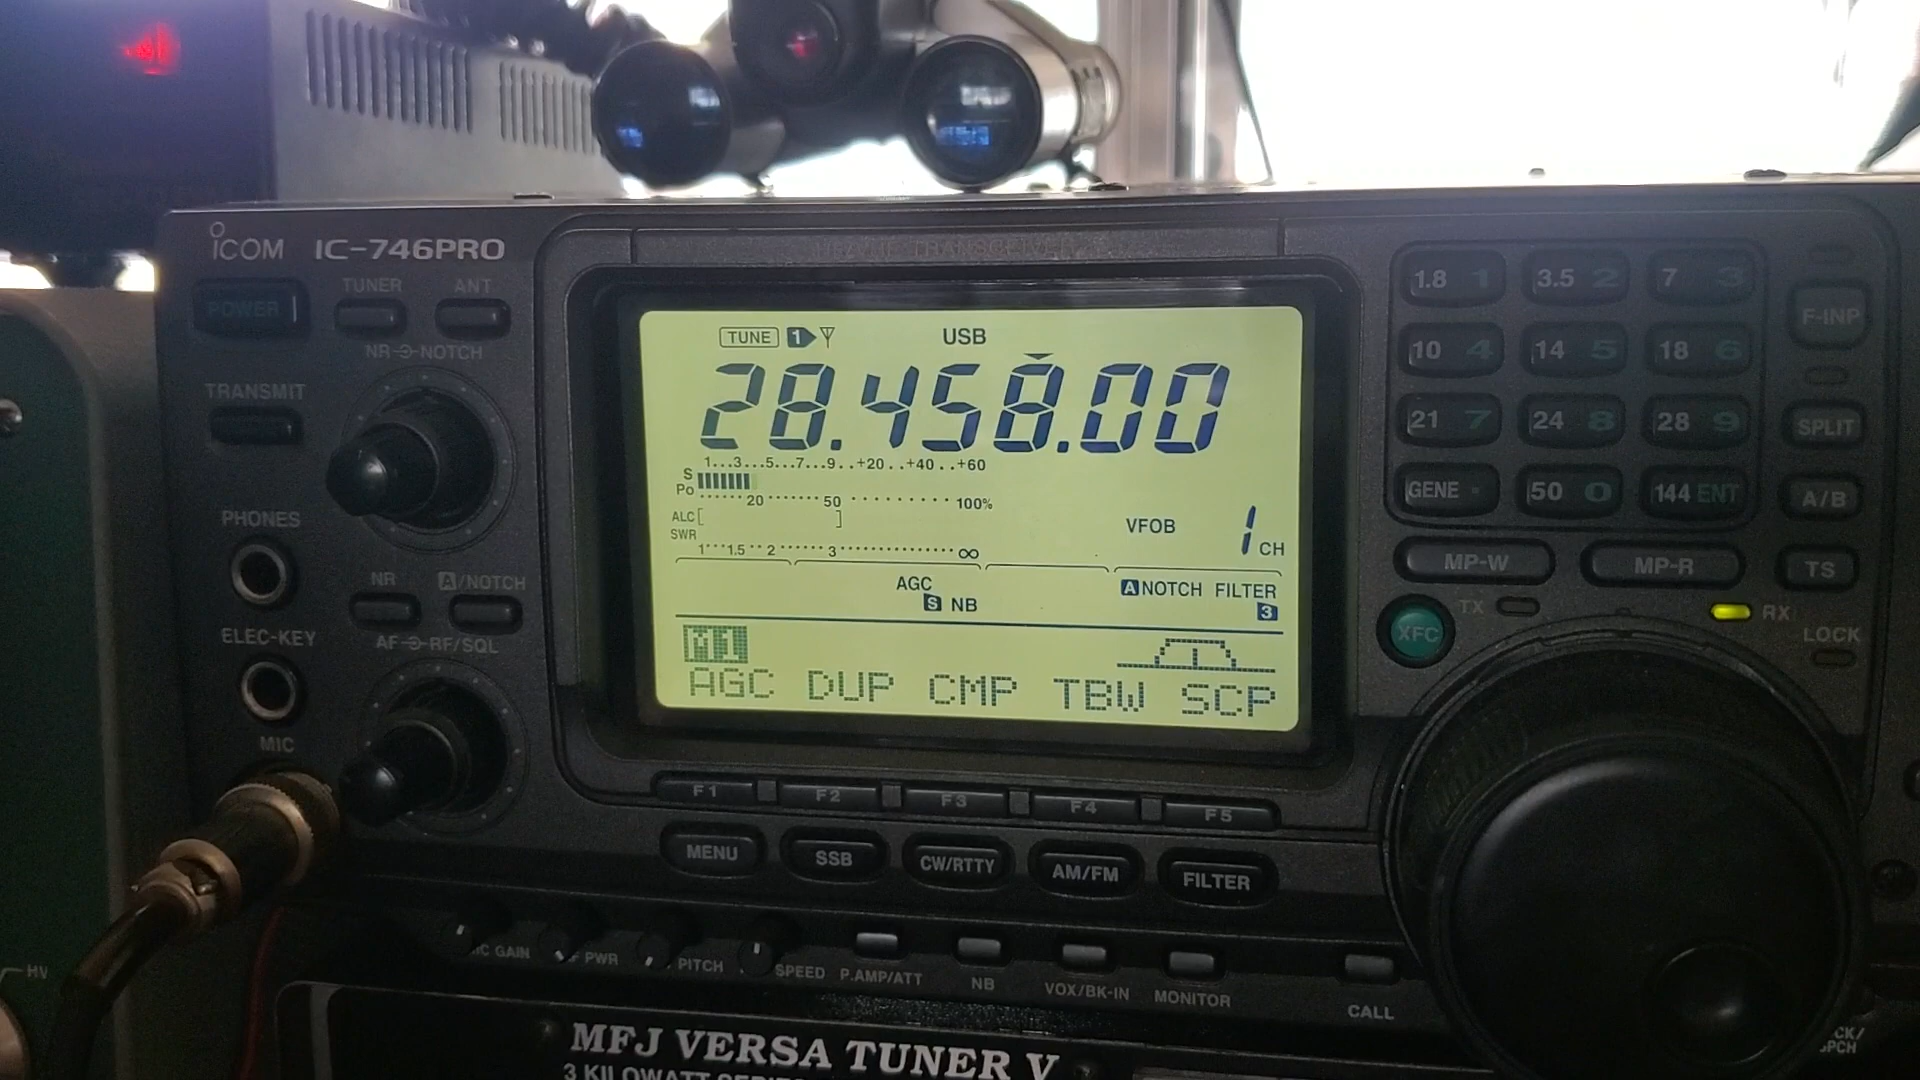 ICOM IC-746PRO
HF/VHF TRANSCEIVER
POWER
TUNER
ANT
NR NOTCH
TRANSMIT
PHONES
NR
A/NOTCH
ELEC-KEY
AF RF/SQL
MIC
TUNE 1 USB
28.458.00
S 1...3...5...7...9..+20..+40..+60
Po 20 50 100%
ALC
SWR 1 1.5 2 3 ∞
VFOB 1 CH
AGC A NOTCH FILTER
S NB 3
M1
AGC DUP CMP TBW SCP
F1 F2 F3 F4 F5
MENU SSB CW/RTTY AM/FM FILTER
PWR PITCH SPEED P.AMP/ATT NB VOX/BK-IN MONITOR CALL
1.8 1 3.5 2 7 3
F-INP
10 4 14 5 18 6
21 7 24 8 28 9
SPLIT
GENE 50 0 144 ENT
A/B
MP-W MP-R TS
XFC TX RX
LOCK
HV
MFJ VERSA TUNER V